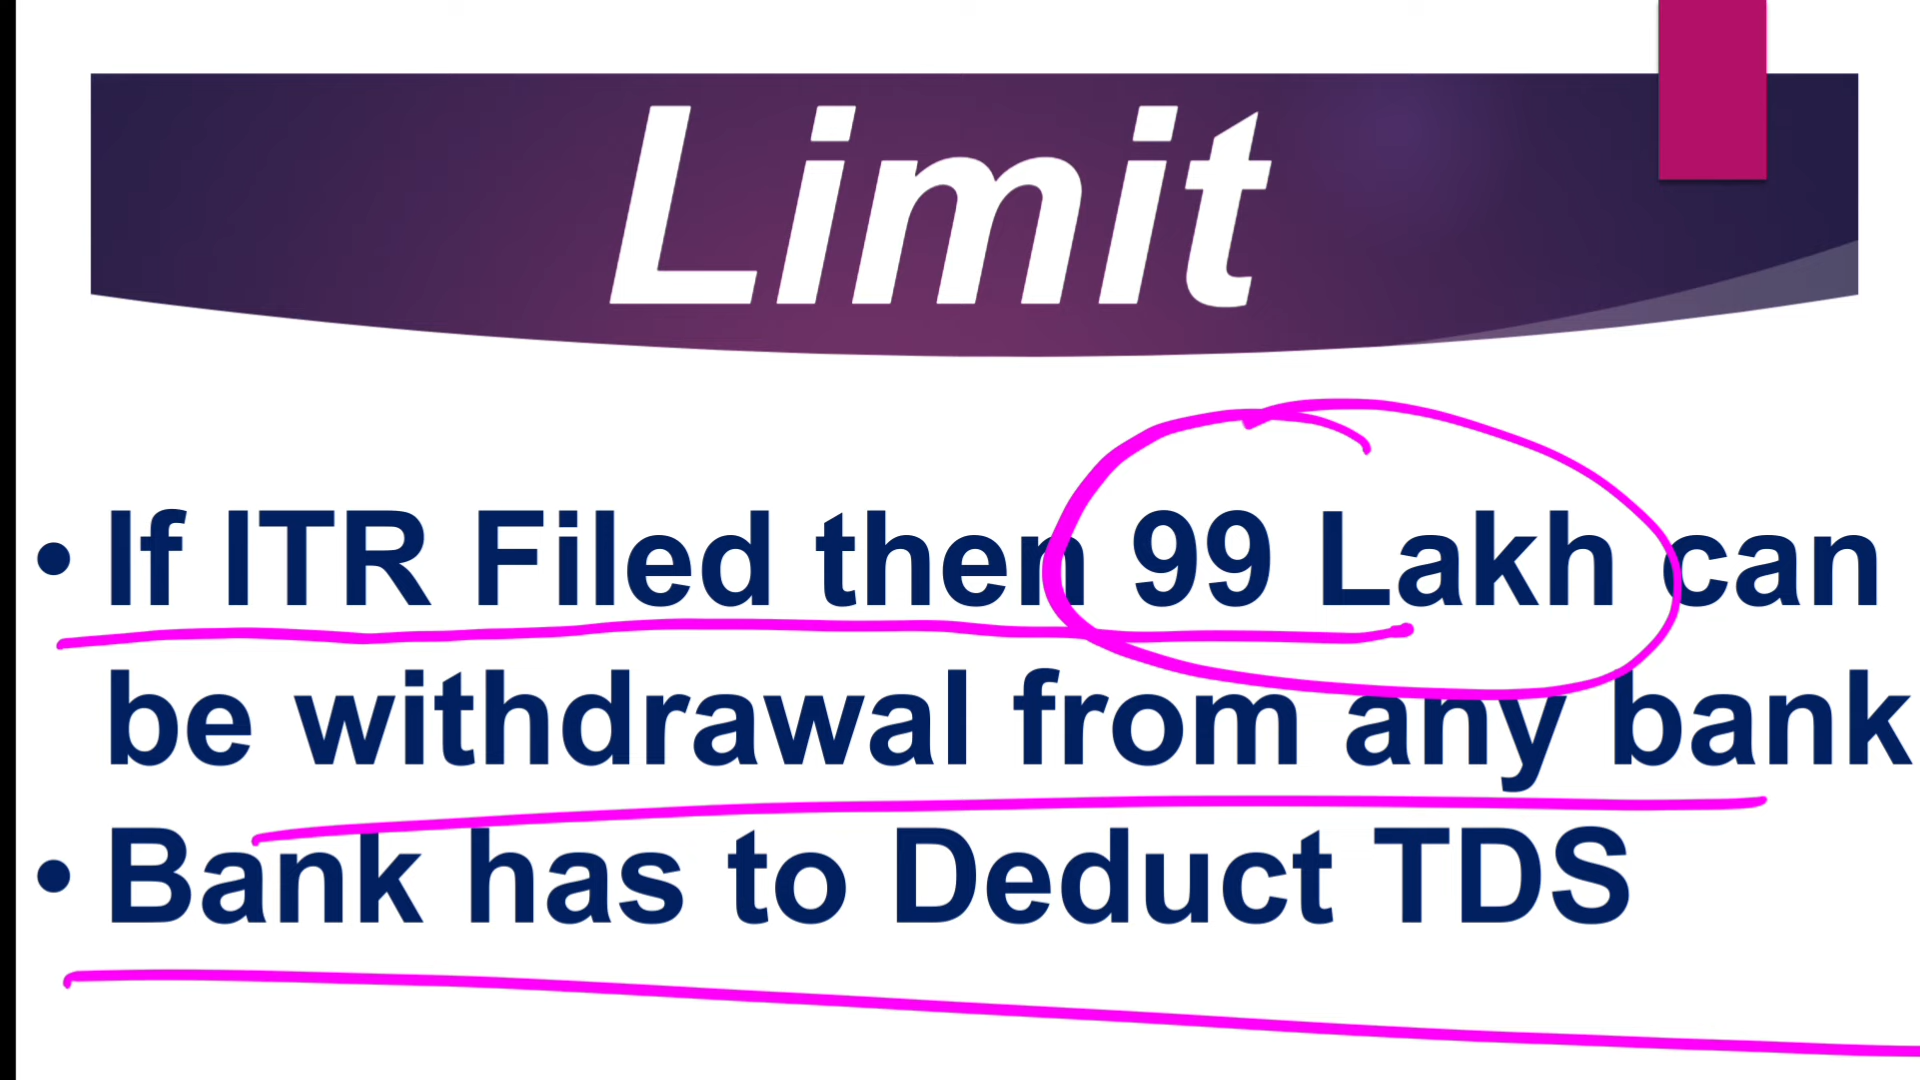 Limit
• If ITR Filed then 99 Lakh can
be withdrawal from any bank
• Bank has to Deduct TDS